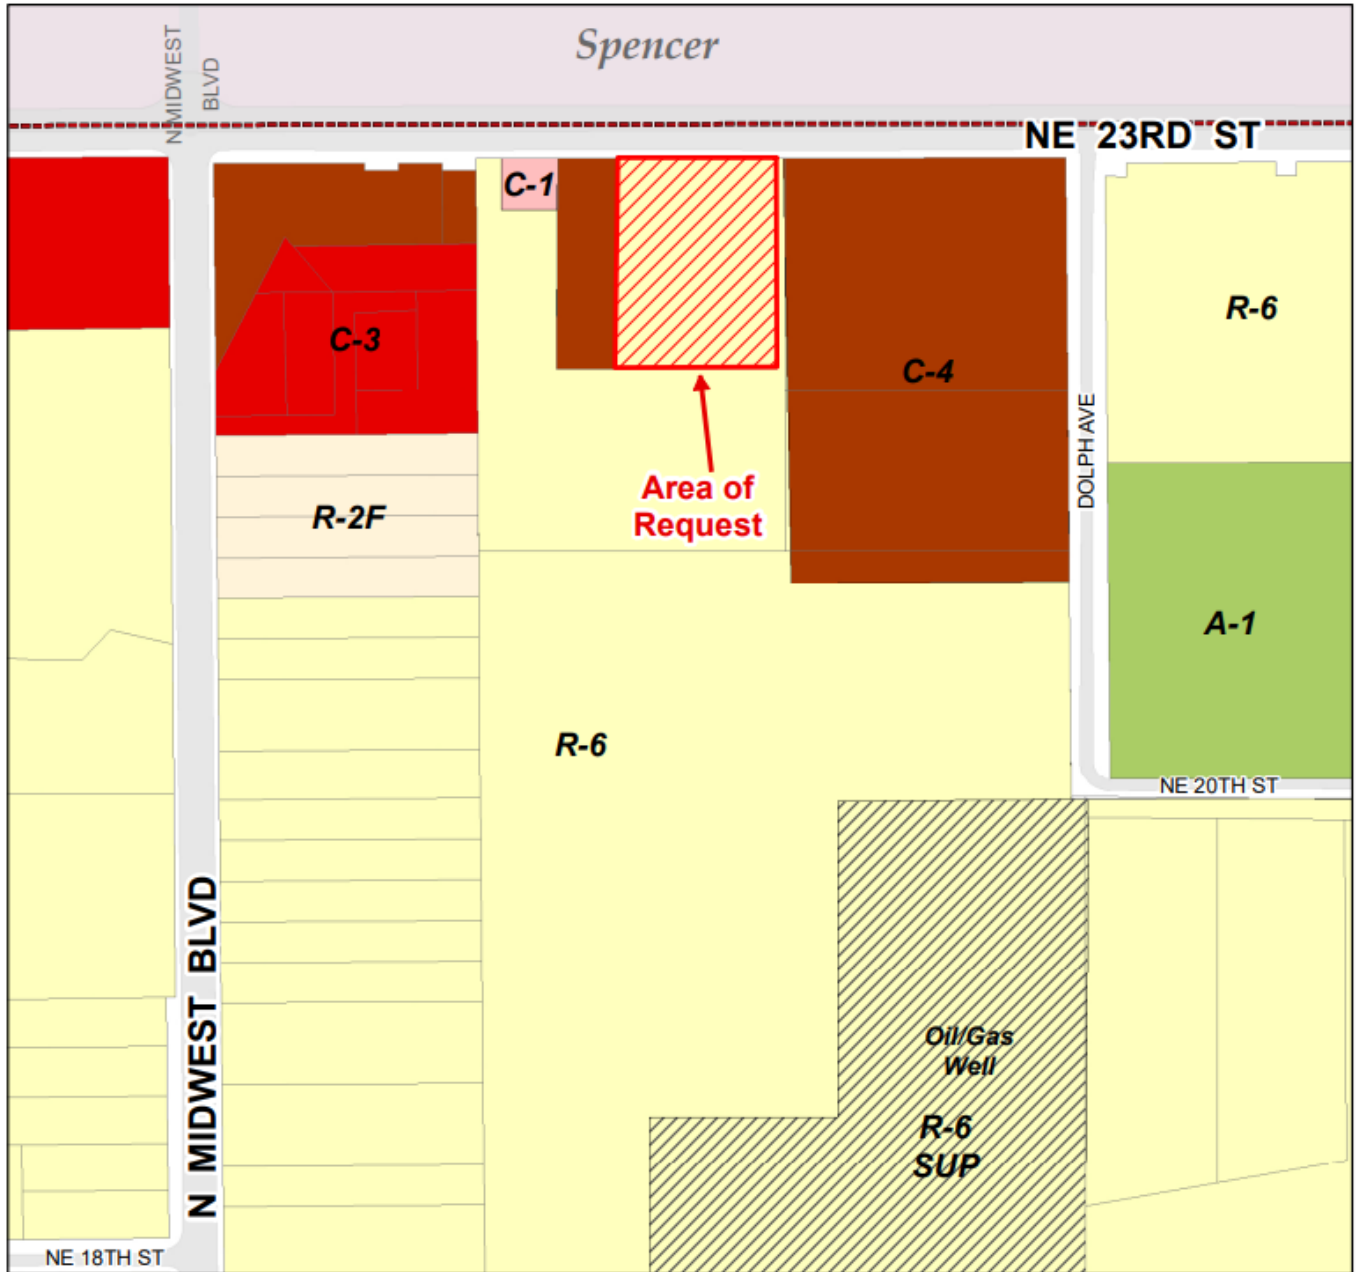 Spencer
N MIDWEST
BLVD
NE 23RD ST
C-1
R-6
C-3
C-4
DOLPH AVE
Area of
Request
R-2F
A-1
R-6
NE 20TH ST
N MIDWEST BLVD
Oil/Gas
Well
R-6
SUP
NE 18TH ST